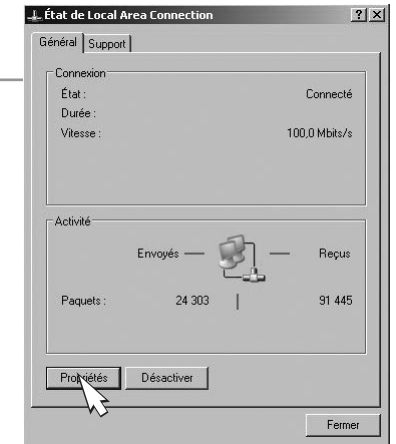 État de Local Area Connection
Général Support
Connexion
État : Connecté
Durée :
Vitesse : 100,0 Mbits/s
Activité
Envoyés — — Reçus
Paquets : 24 303 | 91 445
Propriétés Désactiver
Fermer